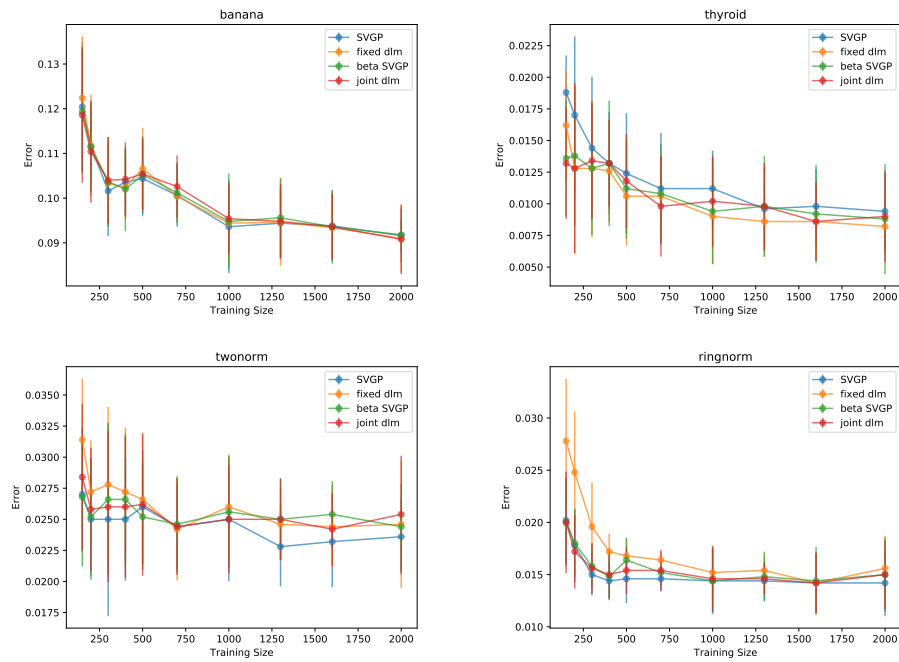 banana
0.13
0.12
0.11
0.10
0.09
Error
250 500 750 1000 1250 1500 1750 2000
Training Size
SVGP
fixed dlm
beta SVGP
joint dlm
thyroid
0.0225
0.0200
0.0175
0.0150
0.0125
0.0100
0.0075
0.0050
Error
250 500 750 1000 1250 1500 1750 2000
Training Size
SVGP
fixed dlm
beta SVGP
joint dlm
twonorm
0.0350
0.0325
0.0300
0.0275
0.0250
0.0225
0.0200
0.0175
Error
250 500 750 1000 1250 1500 1750 2000
Training Size
SVGP
fixed dlm
beta SVGP
joint dlm
ringnorm
0.030
0.025
0.020
0.015
0.010
Error
250 500 750 1000 1250 1500 1750 2000
Training Size
SVGP
fixed dlm
beta SVGP
joint dlm